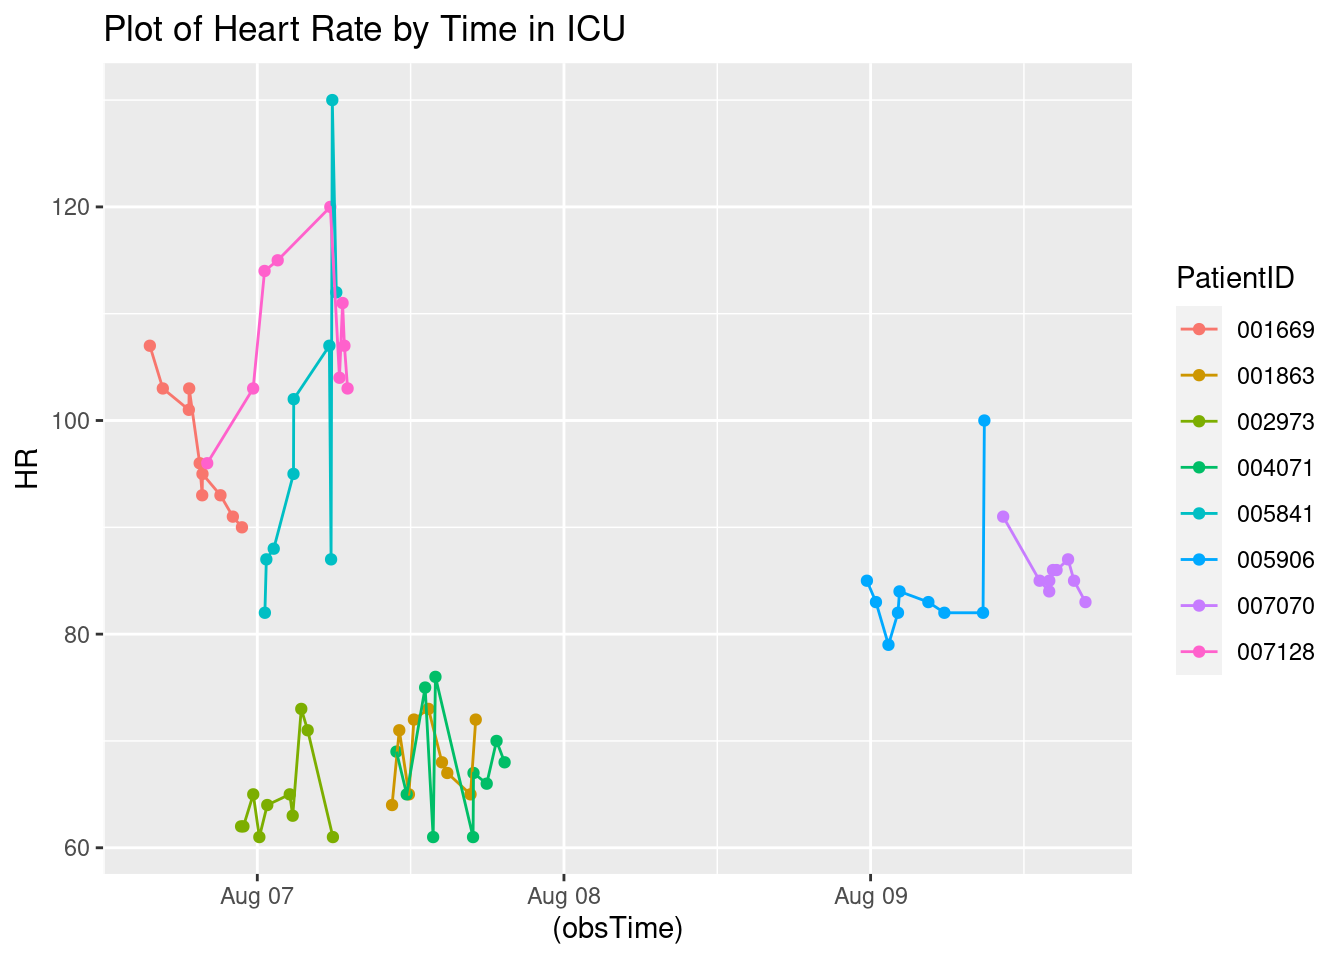 Plot of Heart Rate by Time in ICU
HR
120
100
80
60
Aug 07
Aug 08
Aug 09
(obsTime)
PatientID
001669
001863
002973
004071
005841
005906
007070
007128